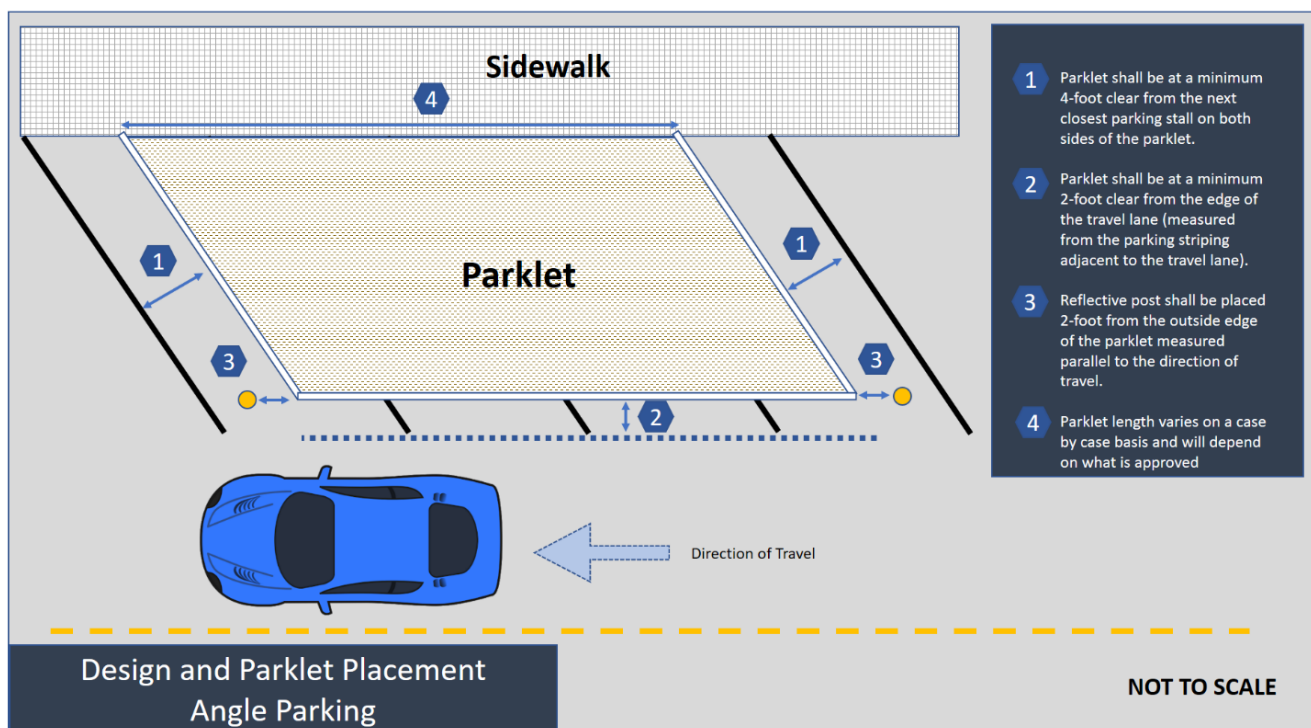 Sidewalk
4
1
1
Parklet
3
3
2
Direction of Travel
1
Parklet shall be at a minimum
4-foot clear from the next
closest parking stall on both
sides of the parklet.
2
Parklet shall be at a minimum
2-foot clear from the edge of
the travel lane (measured
from the parking striping
adjacent to the travel lane).
3
Reflective post shall be placed
2-foot from the outside edge
of the parklet measured
parallel to the direction of
travel.
4
Parklet length varies on a case
by case basis and will depend
on what is approved
Design and Parklet Placement
Angle Parking
NOT TO SCALE